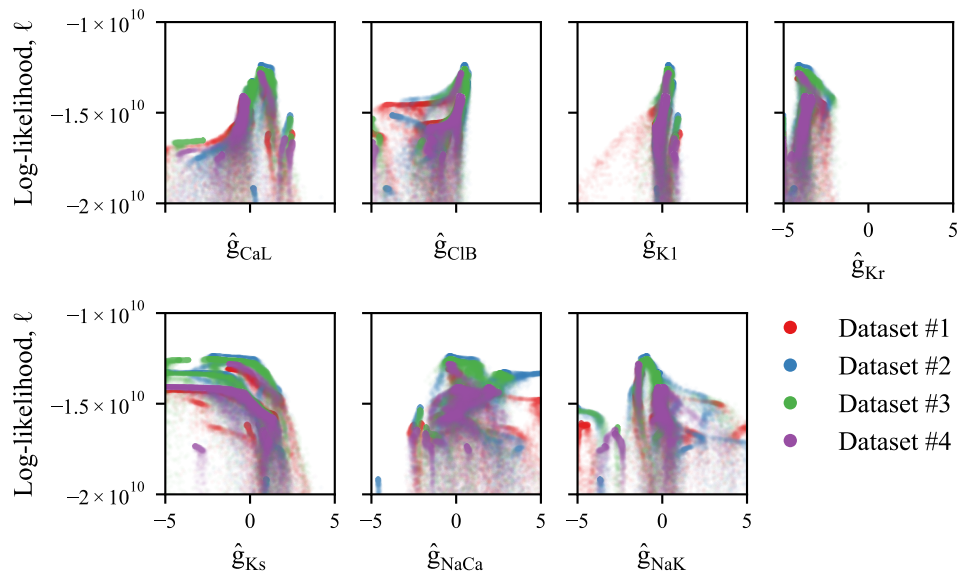 Log-likelihood, ℓ
−1 × 10^10
−1.5 × 10^10
−2 × 10^10
−5 0 5
ĝ_CaL
ĝ_ClB
ĝ_K1
ĝ_Kr
Log-likelihood, ℓ
−1 × 10^10
−1.5 × 10^10
−2 × 10^10
−5 0 5
−5 0 5
−5 0 5
ĝ_Ks
ĝ_NaCa
ĝ_NaK
Dataset #1
Dataset #2
Dataset #3
Dataset #4